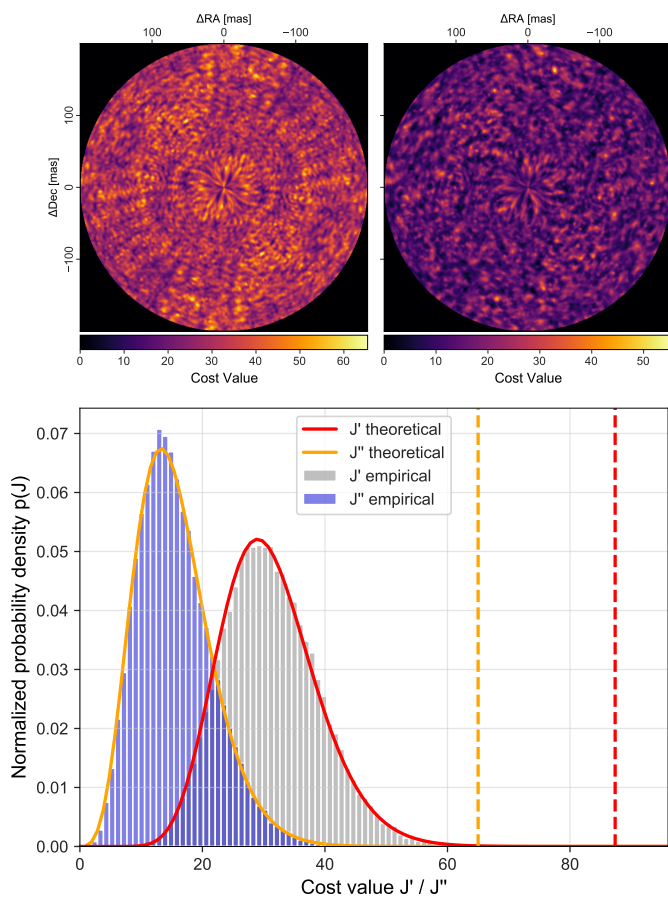 ΔRA [mas]
ΔRA [mas]
100 0 −100
100 0 −100
ΔDec [mas]
100
0
−100
0 10 20 30 40 50 60
0 10 20 30 40 50
Cost Value
Cost Value
Normalized probability density p(J)
0.07
0.06
0.05
0.04
0.03
0.02
0.01
0.00
J' theoretical
J'' theoretical
J' empirical
J'' empirical
0 20 40 60 80
Cost value J' / J''